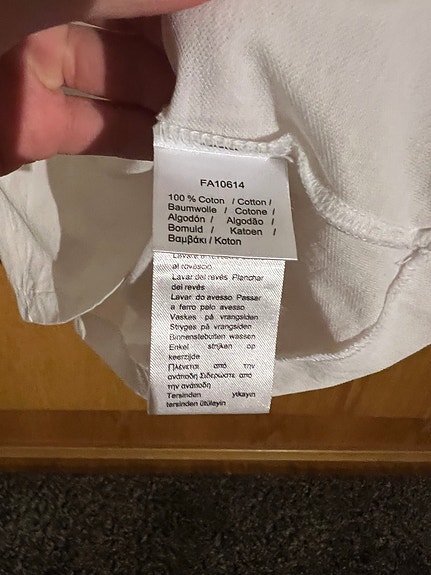 FA10614
100 % Coton / Cotton /
Baumwolle / Cotone /
Algodón / Algodão /
Bomuld / Katoen /
Βαμβάκι / Koton
al rovescio
Lavar del revés Planchar
del revés
Lavar do avesso Passar
a ferro pelo avesso
Vaskes på vrangsiden
Stryges på vrangsiden
Binnenstebuiten wassen
Enkel strijken op
keerzijde
Πλένεται από την
ανάποδη Σιδερώστε από
την ανάποδη
Tersinden yıkayın
tersinden ütüleyin